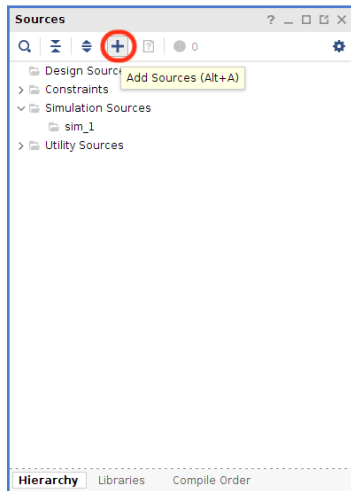 Sources
0
Design Source
Add Sources (Alt+A)
Constraints
Simulation Sources
sim_1
Utility Sources
Hierarchy Libraries Compile Order